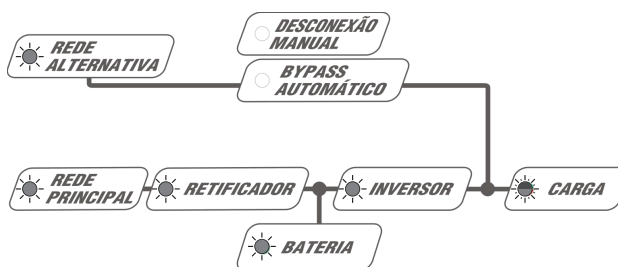 DESCONEXÃO
MANUAL
REDE
ALTERNATIVA
BYPASS
AUTOMÁTICO
REDE
PRINCIPAL
RETIFICADOR
INVERSOR
CARGA
BATERIA